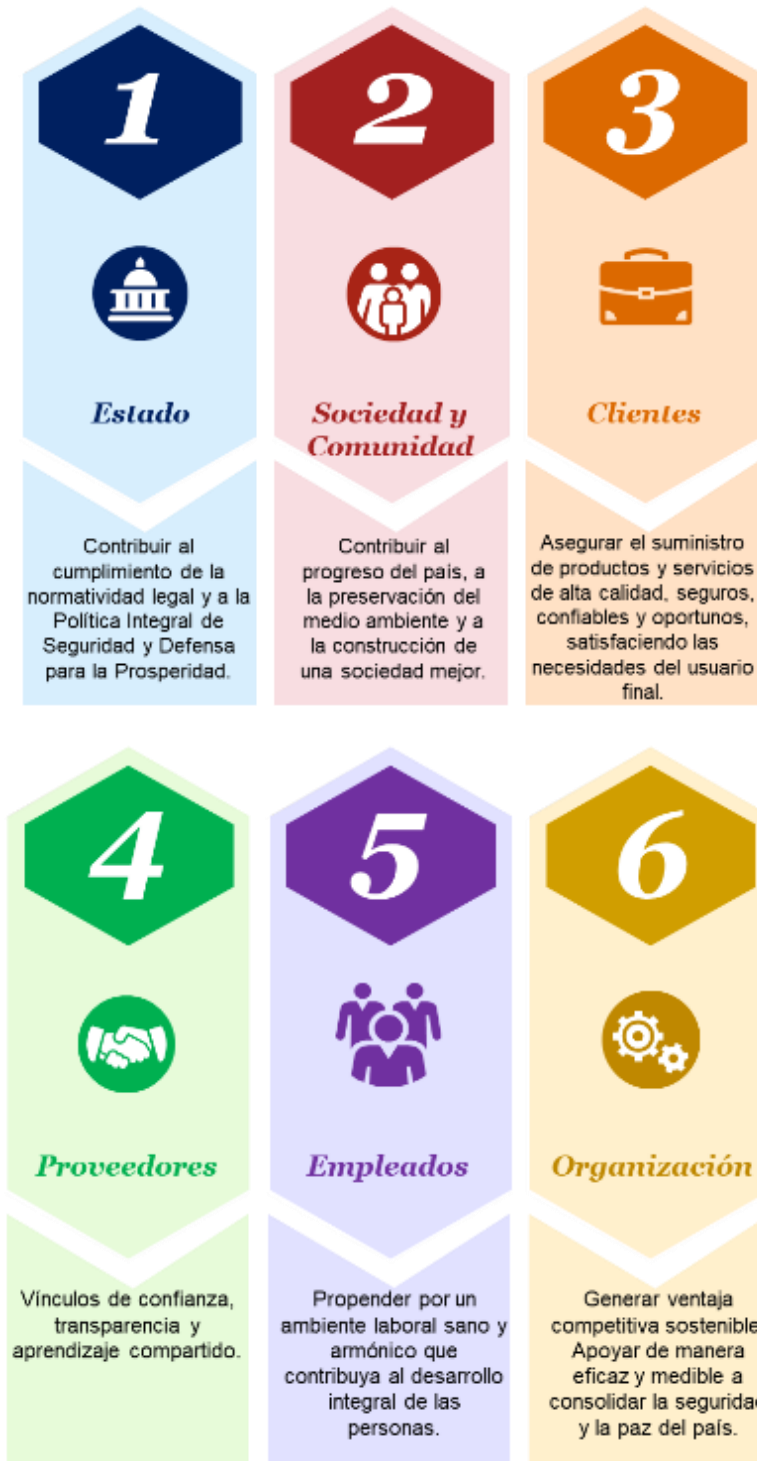 1
Estado
Contribuir al
cumplimiento de la
normatividad legal y a la
Política Integral de
Seguridad y Defensa
para la Prosperidad.
2
Sociedad y
Comunidad
Contribuir al
progreso del país, a
la preservación del
medio ambiente y a
la construcción de
una sociedad mejor.
3
Clientes
Asegurar el suministro
de productos y servicios
de alta calidad, seguros,
confiables y oportunos,
satisfaciendo las
necesidades del usuario
final.
4
Proveedores
Vínculos de confianza,
transparencia y
aprendizaje compartido.
5
Empleados
Propender por un
ambiente laboral sano y
armónico que
contribuya al desarrollo
integral de las
personas.
6
Organización
Generar ventaja
competitiva sostenible
Apoyar de manera
eficaz y medible a
consolidar la segurida
y la paz del país.